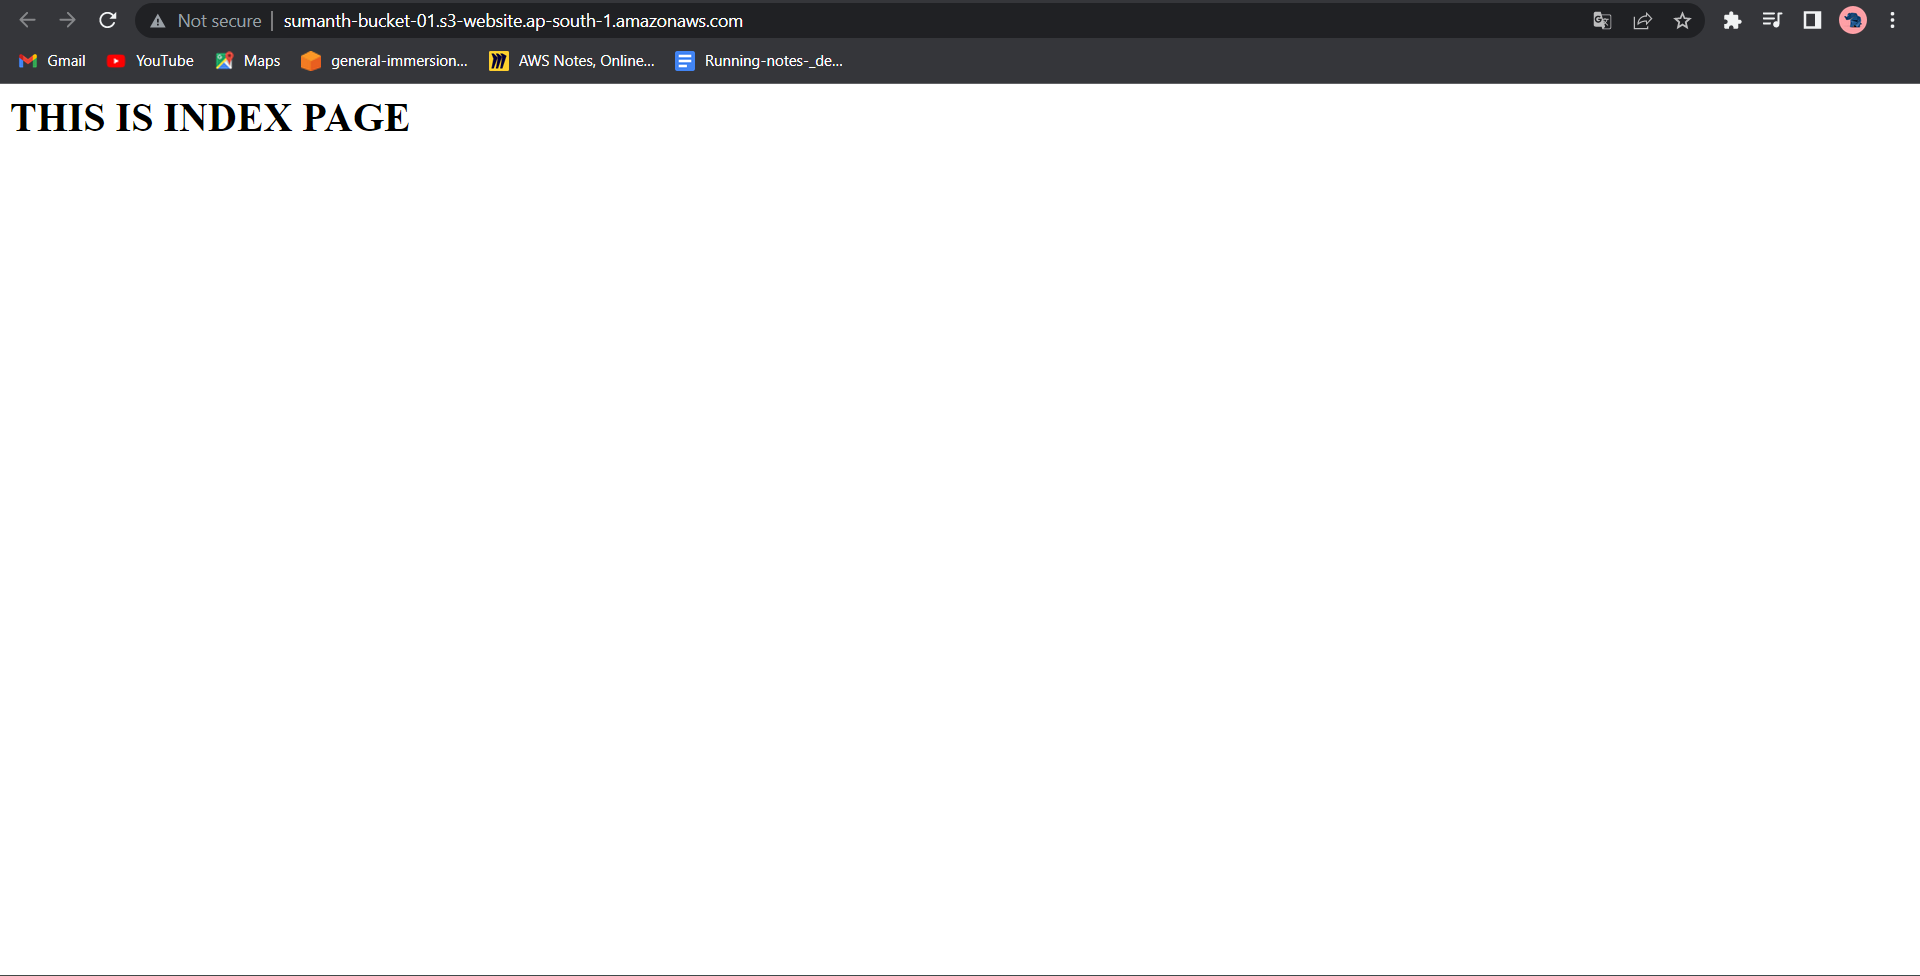 Not secure | sumanth-bucket-01.s3-website.ap-south-1.amazonaws.com
Gmail YouTube Maps general-immersion... AWS Notes, Online... Running-notes-_de...
THIS IS INDEX PAGE